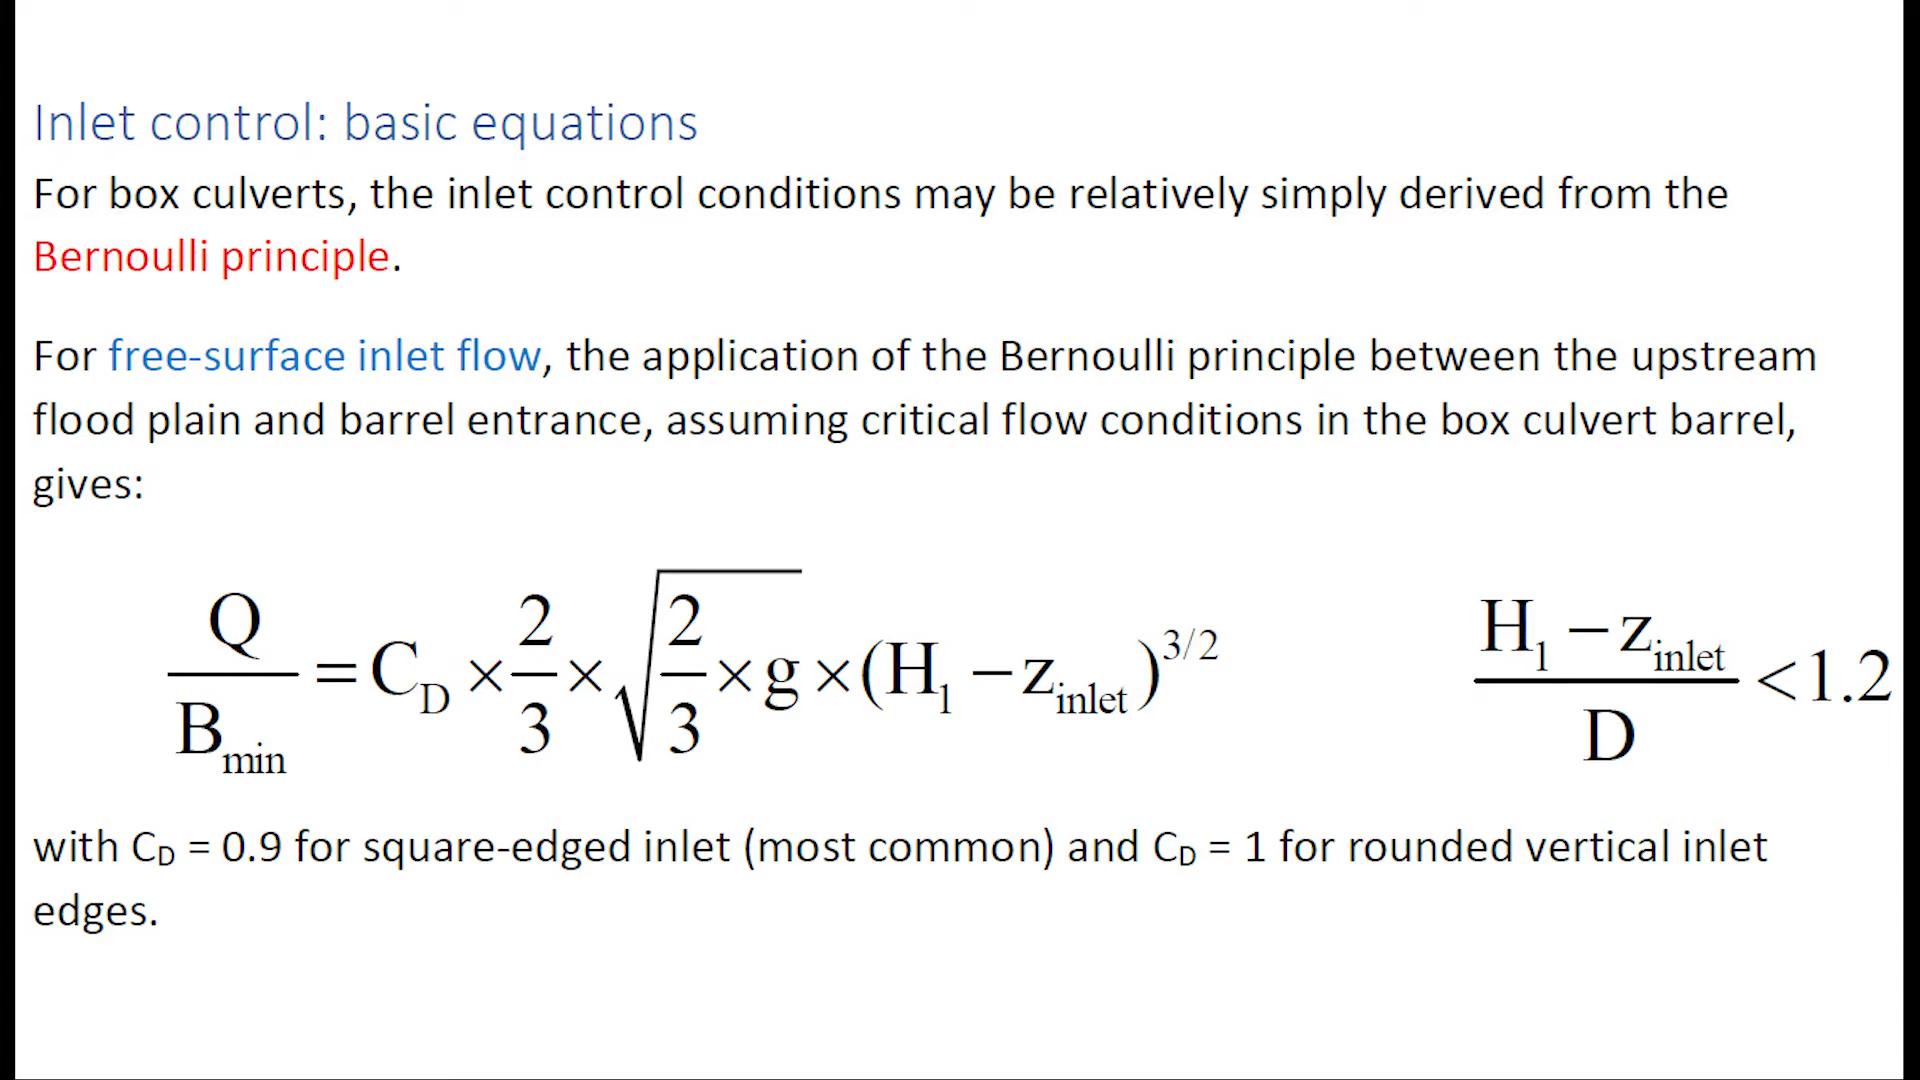 Inlet control: basic equations
For box culverts, the inlet control conditions may be relatively simply derived from the
Bernoulli principle.
For free-surface inlet flow, the application of the Bernoulli principle between the upstream
flood plain and barrel entrance, assuming critical flow conditions in the box culvert barrel,
gives:
Q/B_min = C_D × 2/3 × √(2/3 × g) × (H_1 − z_inlet)^{3/2}    (H_1 − z_inlet)/D < 1.2
with C_D = 0.9 for square-edged inlet (most common) and C_D = 1 for rounded vertical inlet
edges.